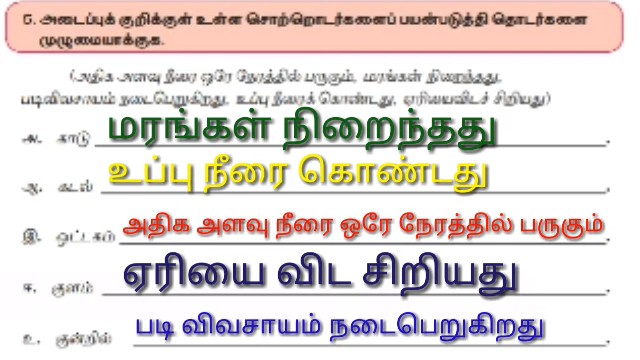 6. அடைப்புக் குறிக்குள் உள்ள சொற்றொடர்களைப் பயன்படுத்தி தொடர்களை
முழுமையாக்குக.
(அதிக அளவு நீரை ஒரே நேரத்தில் பருகும், மரங்கள் நிறைந்தது,
படிவிவசாயம் நடைபெறுகிறது, உப்பு நீரைக் கொண்டது, ஏரியைவிடச் சிறியது)
அ. காடு மரங்கள் நிறைந்தது.
ஆ. கடல் உப்பு நீரை கொண்டது.
இ. ஒட்டகம் அதிக அளவு நீரை ஒரே நேரத்தில் பருகும்.
ஈ. குளம் ஏரியை விட சிறியது.
உ. குன்றில் படி விவசாயம் நடைபெறுகிறது.